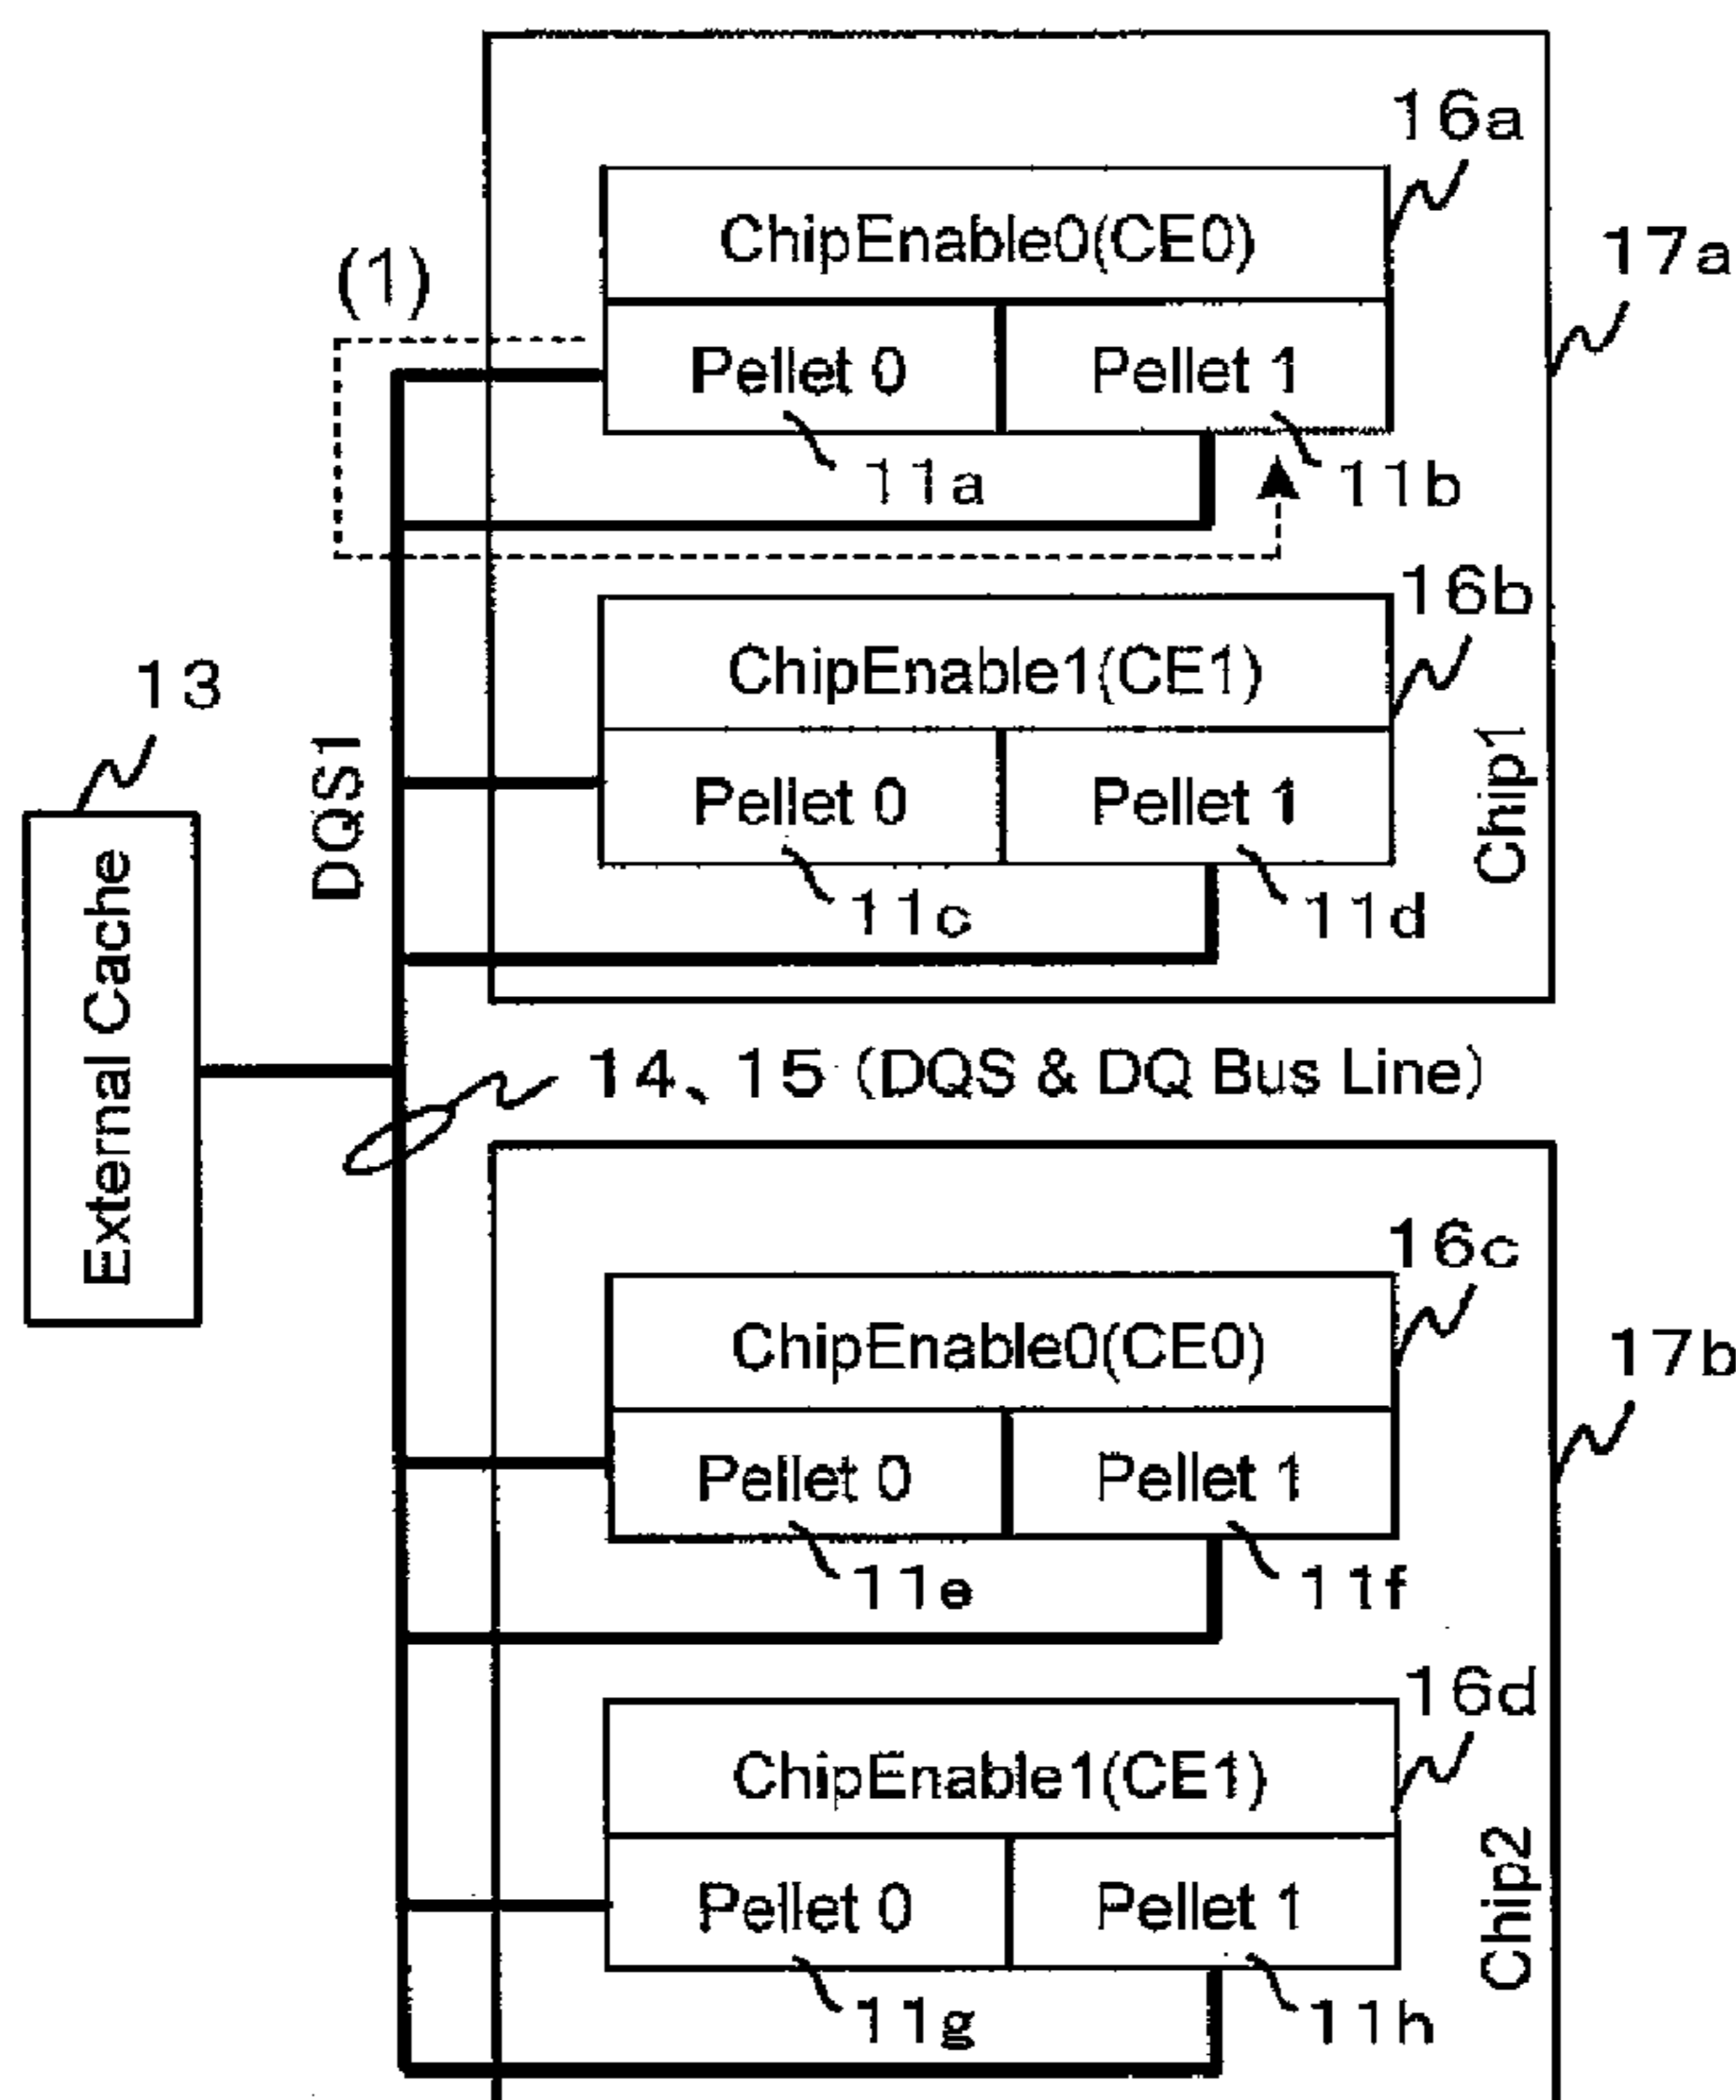 16a
ChipEnable0(CE0)
17a
(1)
Pellet 0
Pellet 1
11a
11b
16b
ChipEnable1(CE1)
13
DQS1
Pellet 0
Pellet 1
Chip1
11c
11d
External Cache
14、15 (DQS & DQ Bus Line)
16c
ChipEnable0(CE0)
17b
Pellet 0
Pellet 1
11e
11f
16d
ChipEnable1(CE1)
Pellet 0
Pellet 1
Chip2
11g
11h